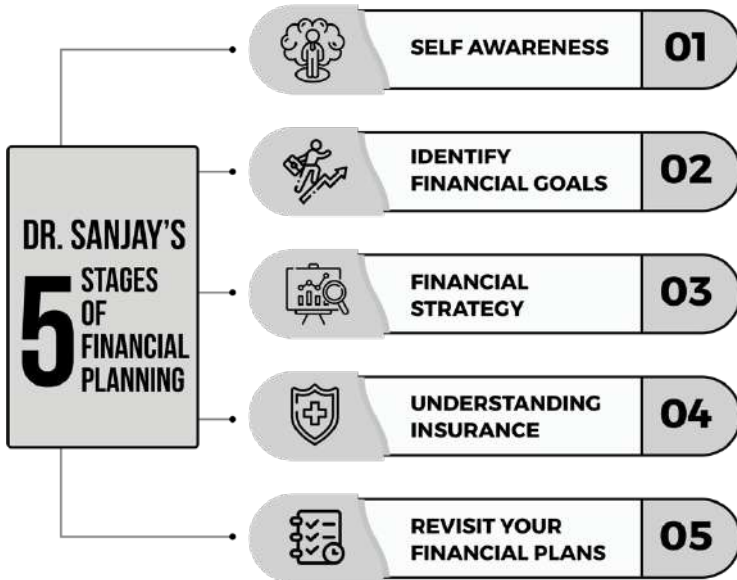 DR. SANJAY'S
5
STAGES
OF
FINANCIAL
PLANNING
SELF AWARENESS
01
IDENTIFY
FINANCIAL GOALS
02
FINANCIAL
STRATEGY
03
UNDERSTANDING
INSURANCE
04
REVISIT YOUR
FINANCIAL PLANS
05